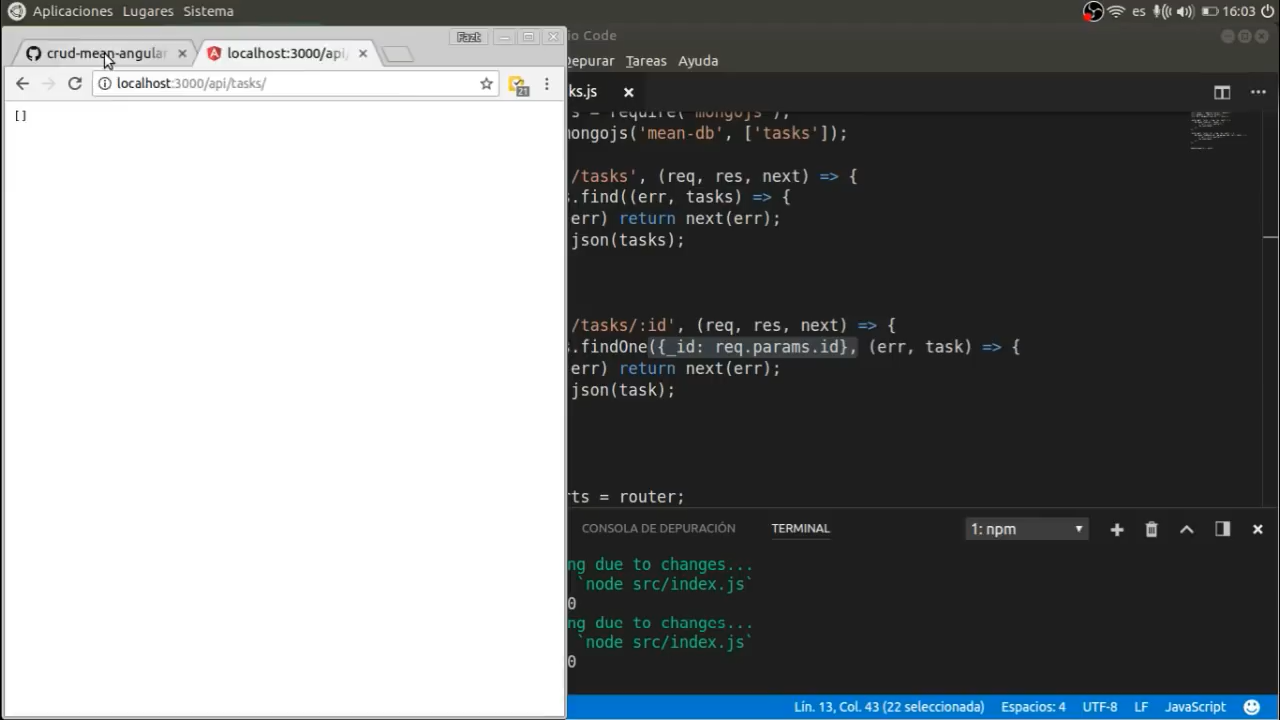 Aplicaciones Lugares Sistema
es 16:03
Fazt
io Code
crud-mean-angular
localhost:3000/api/
Depurar Tareas Ayuda
localhost:3000/api/tasks/
21
ks.js
[]
s = require('mongojs');
mongojs('mean-db', ['tasks']);
/tasks', (req, res, next) => {
s.find((err, tasks) => {
err) return next(err);
json(tasks);
/tasks/:id', (req, res, next) => {
s.findOne({_id: req.params.id}, (err, task) => {
err) return next(err);
json(task);
rts = router;
CONSOLA DE DEPURACIÓN
TERMINAL
1: npm
ng due to changes...
`node src/index.js`
0
ng due to changes...
`node src/index.js`
0
Lín. 13, Col. 43 (22 seleccionada) Espacios: 4 UTF-8 LF JavaScript